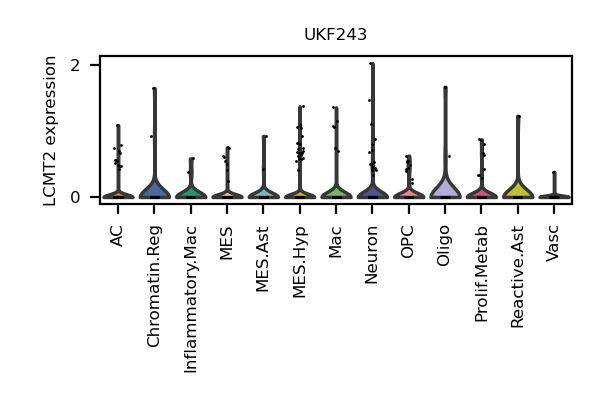 UKF243
LCMT2 expression
2
0
AC
Chromatin.Reg
Inflammatory.Mac
MES
MES.Ast
MES.Hyp
Mac
Neuron
OPC
Oligo
Prolif.Metab
Reactive.Ast
Vasc